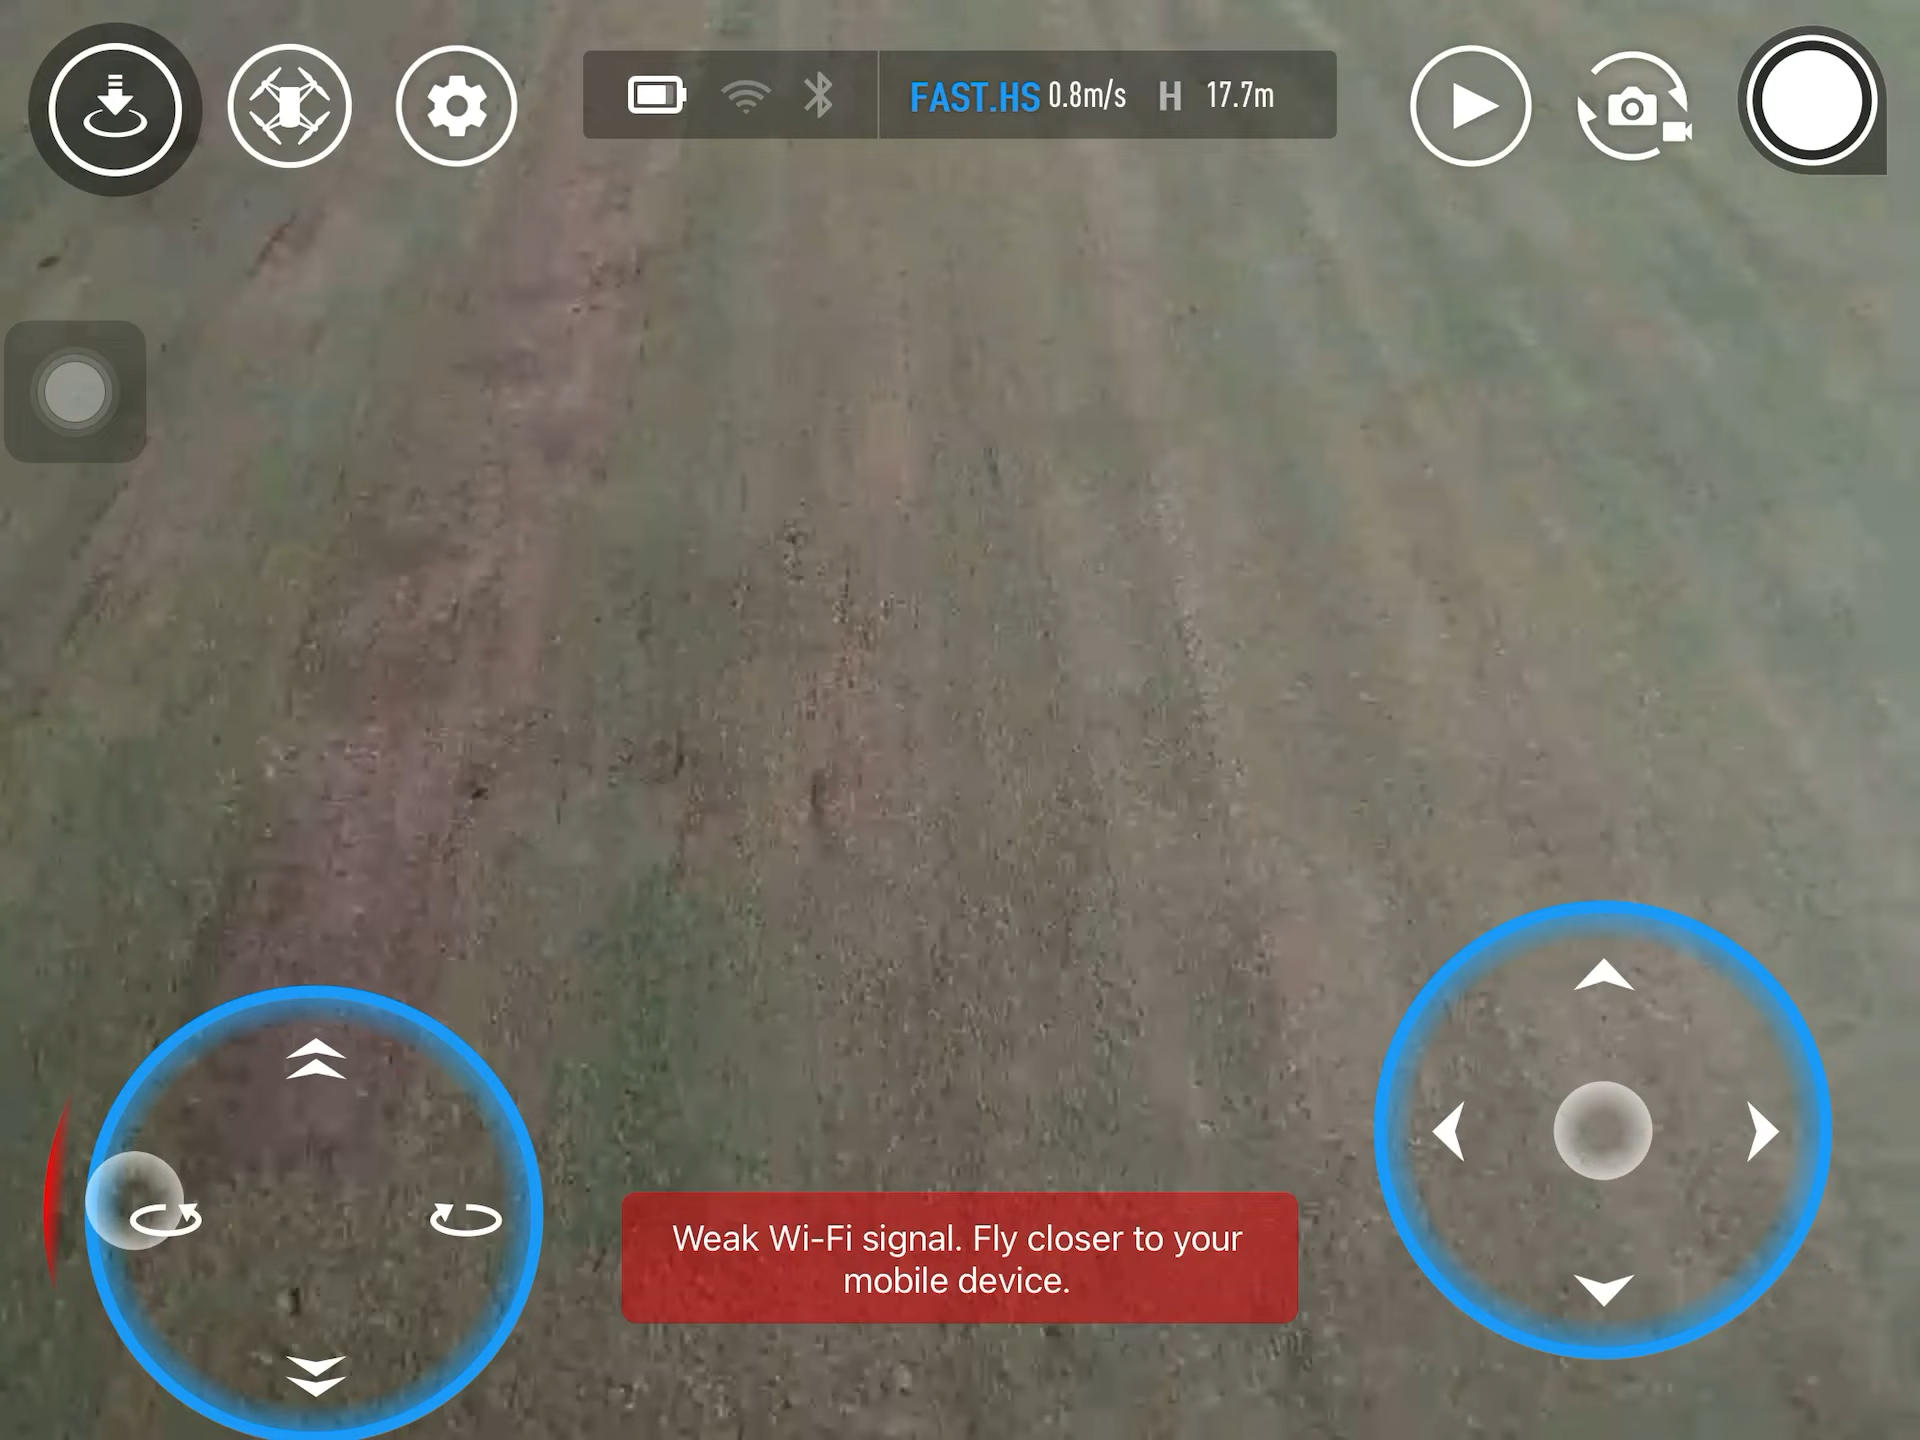 FAST.HS 0.8m/s H 17.7m
Weak Wi-Fi signal. Fly closer to your
mobile device.